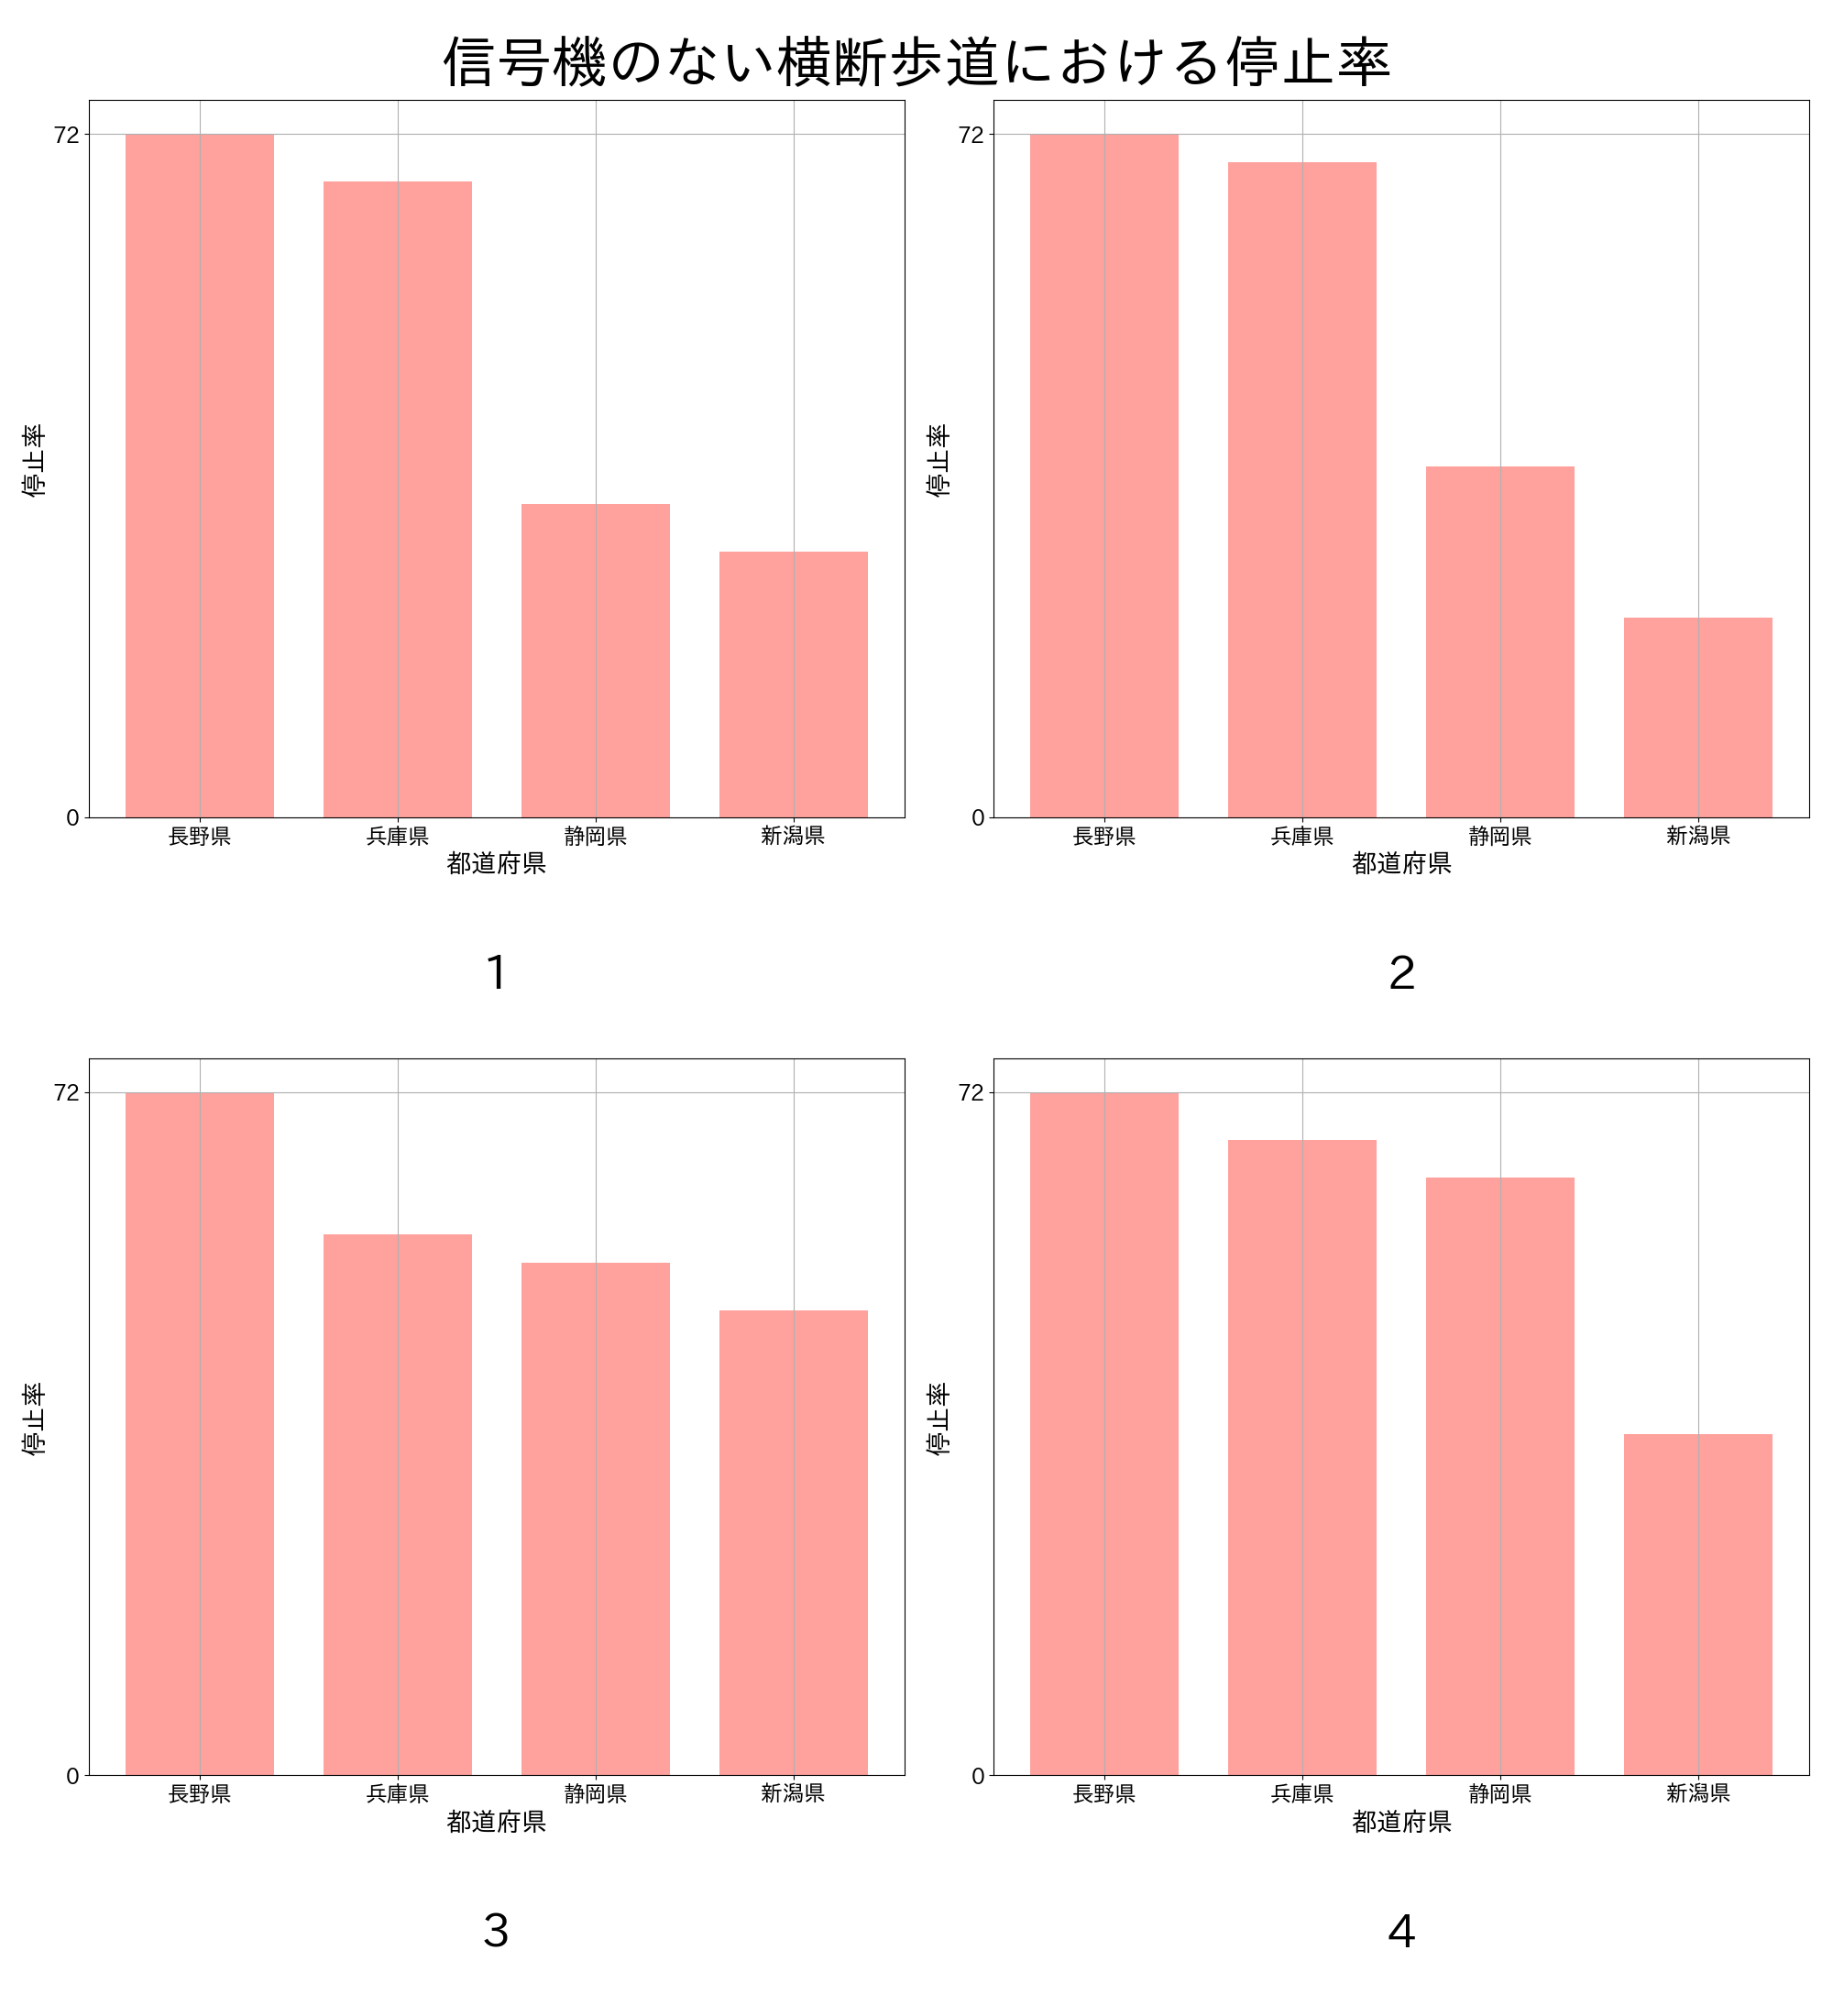 信号機のない横断歩道における停止率
72
0
停止率
長野県 兵庫県 静岡県 新潟県
都道府県
1
72
0
停止率
長野県 兵庫県 静岡県 新潟県
都道府県
2
72
0
停止率
長野県 兵庫県 静岡県 新潟県
都道府県
3
72
0
停止率
長野県 兵庫県 静岡県 新潟県
都道府県
4